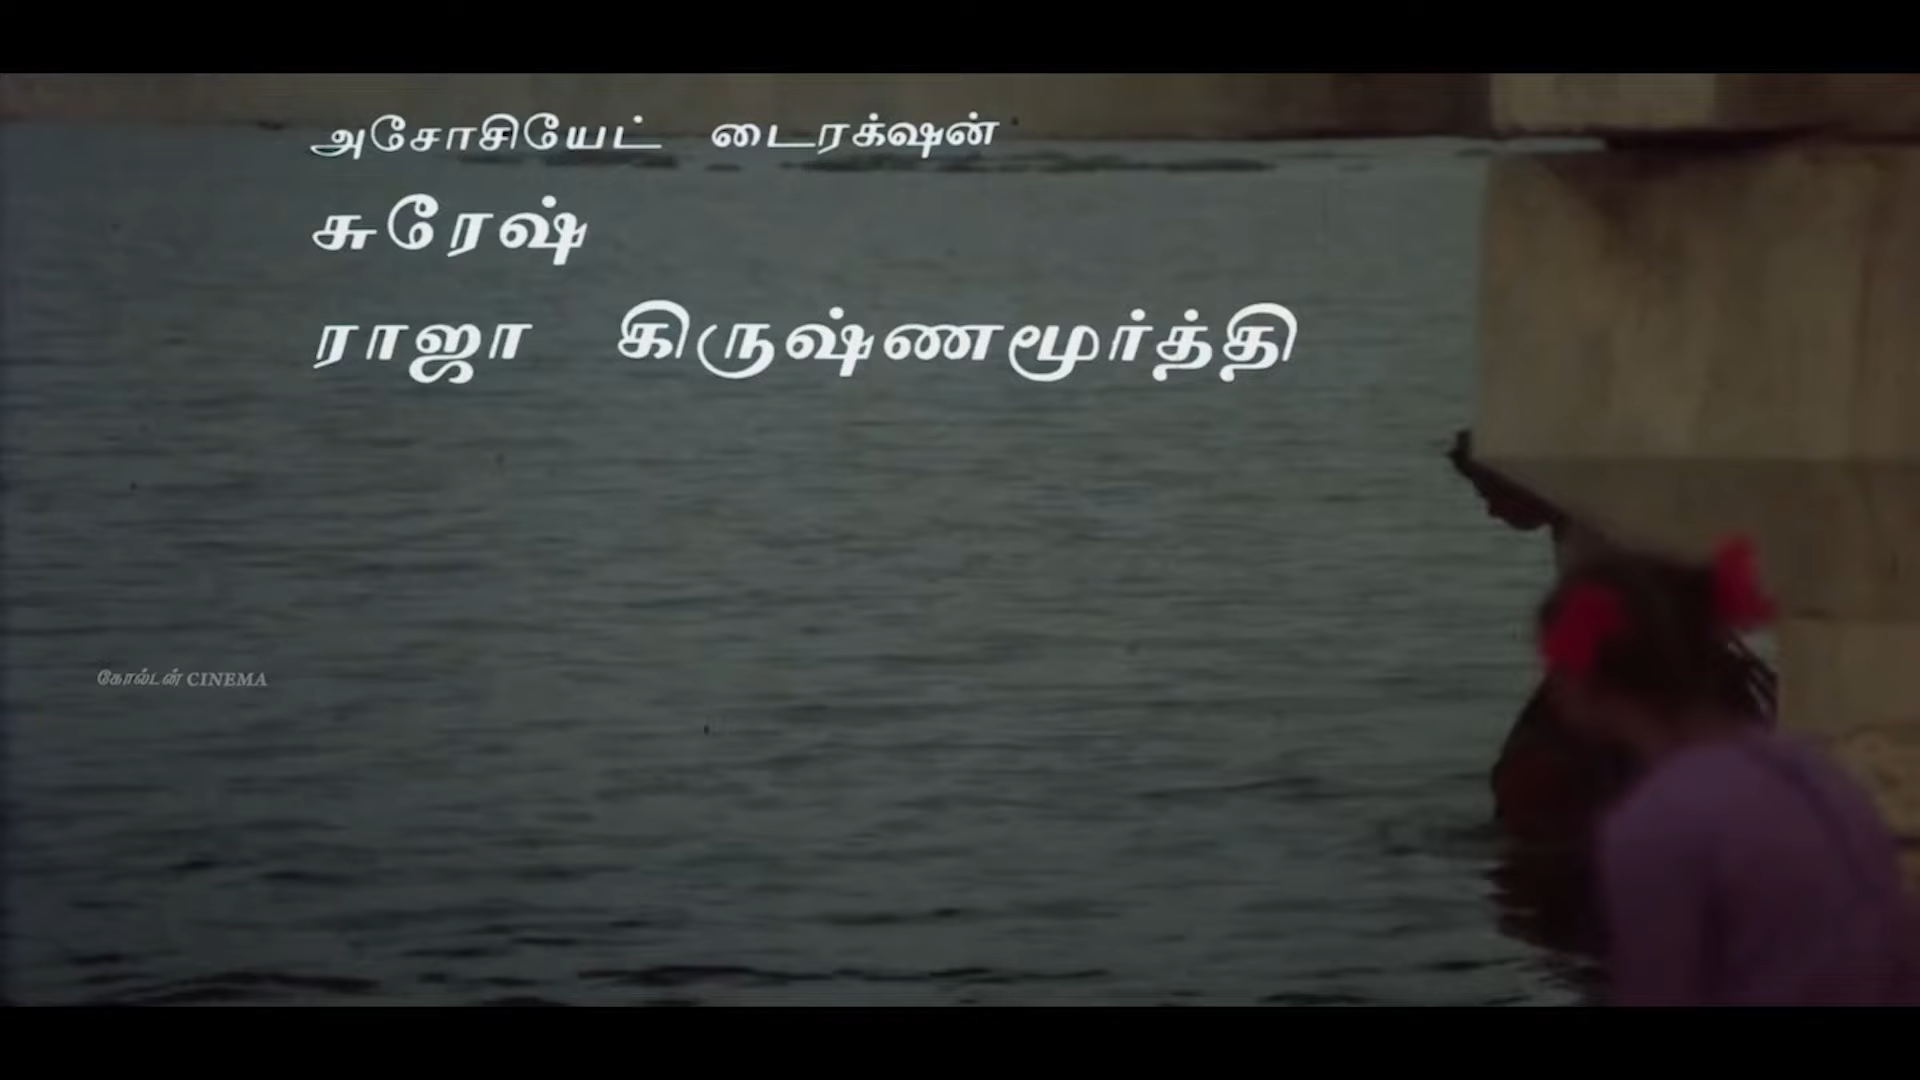 அசோசியேட் டைரக்‌ஷன்
சுரேஷ்
ராஜா கிருஷ்ணமூர்த்தி
கோல்டன் CINEMA